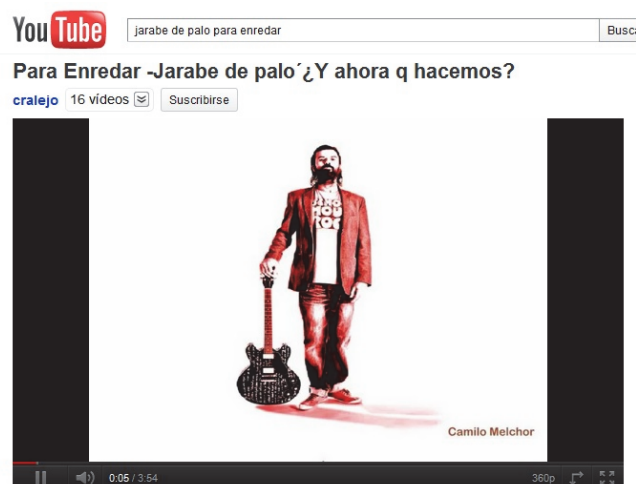 YouTube
jarabe de palo para enredar
Busca
Para Enredar -Jarabe de palo´¿Y ahora q hacemos?
cralejo 16 vídeos Suscribirse
Camilo Melchor
0:05 / 3:54
360p